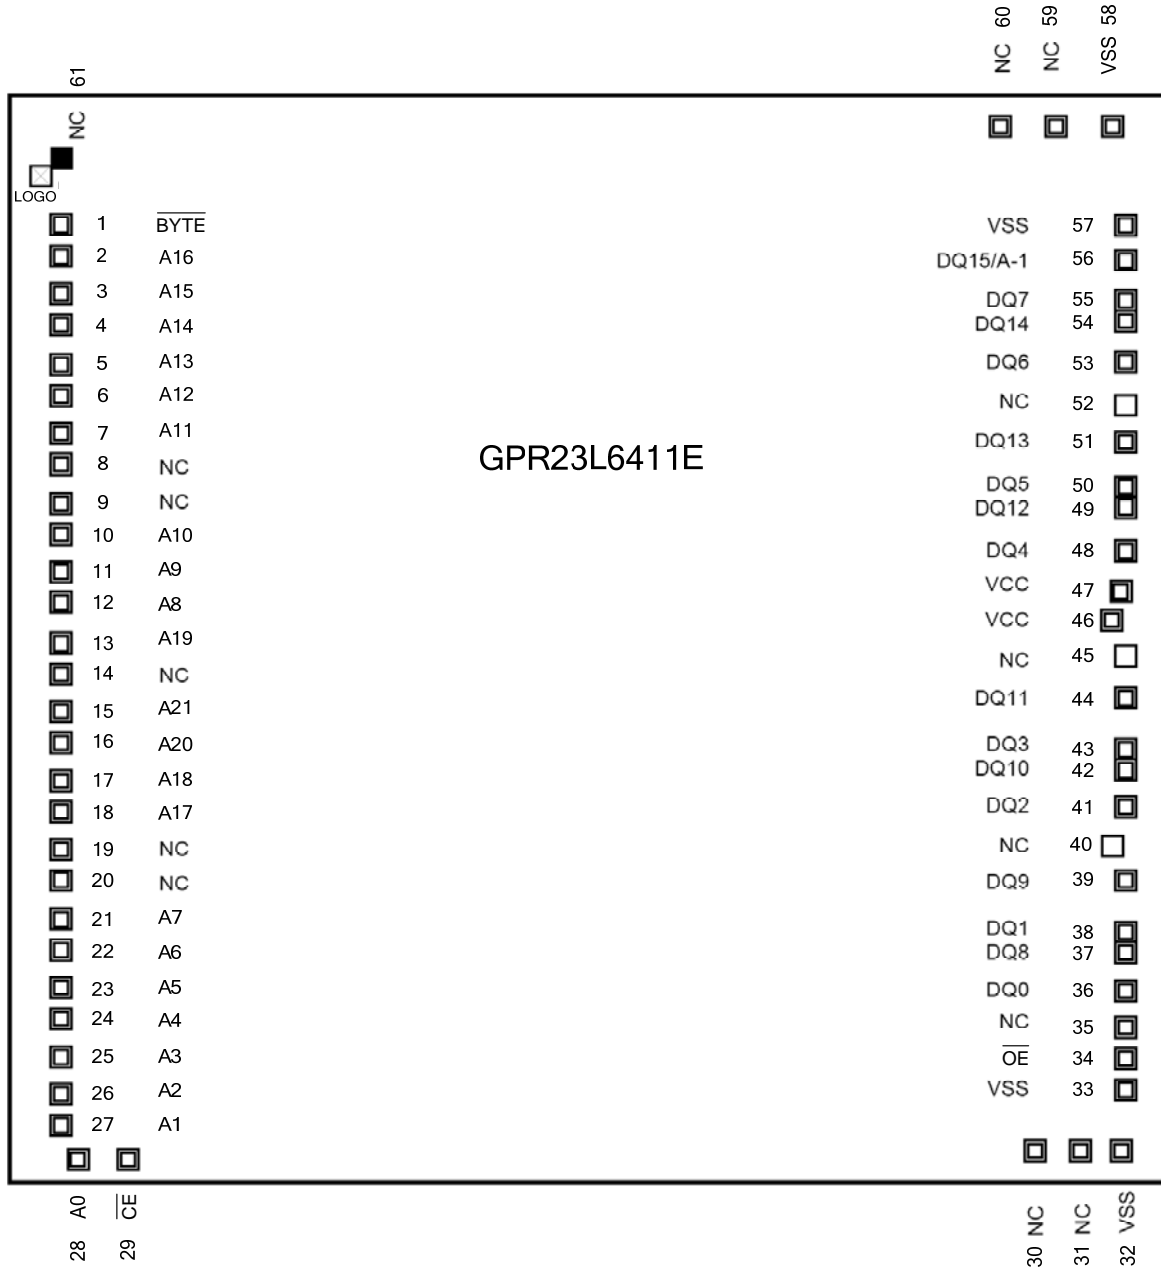 NC 60
NC 59
VSS 58
NC 61
LOGO
1 BYTE
2 A16
3 A15
4 A14
5 A13
6 A12
7 A11
8 NC
9 NC
10 A10
11 A9
12 A8
13 A19
14 NC
15 A21
16 A20
17 A18
18 A17
19 NC
20 NC
21 A7
22 A6
23 A5
24 A4
25 A3
26 A2
27 A1
GPR23L6411E
VSS 57
DQ15/A-1 56
DQ7 55
DQ14 54
DQ6 53
NC 52
DQ13 51
DQ5 50
DQ12 49
DQ4 48
VCC 47
VCC 46
NC 45
DQ11 44
DQ3 43
DQ10 42
DQ2 41
NC 40
DQ9 39
DQ1 38
DQ8 37
DQ0 36
NC 35
OE 34
VSS 33
28 A0
29 CE
30 NC
31 NC
32 VSS